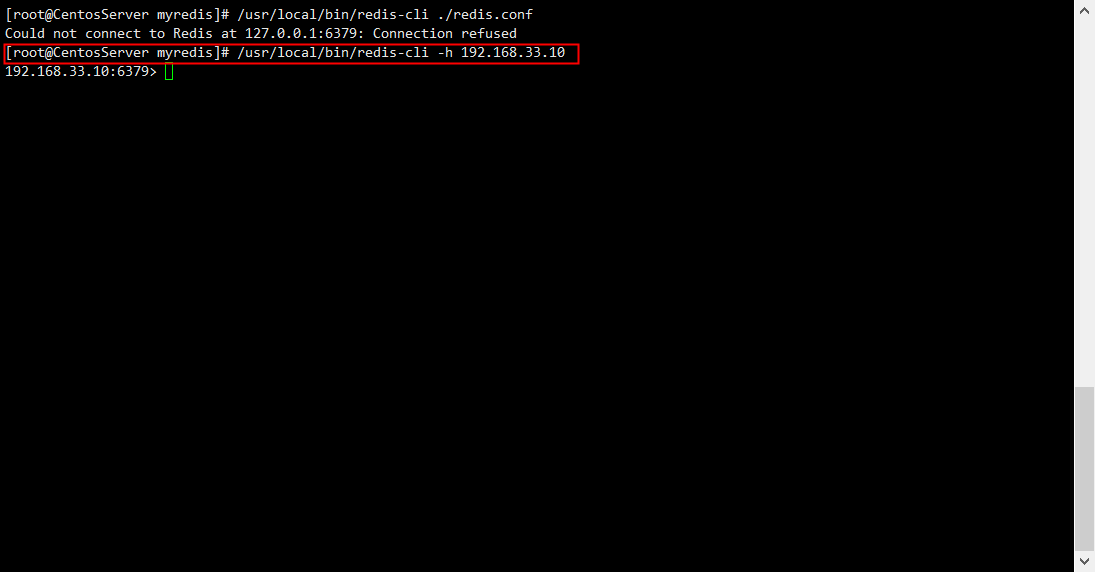 [root@CentosServer myredis]# /usr/local/bin/redis-cli ./redis.conf
Could not connect to Redis at 127.0.0.1:6379: Connection refused
[root@CentosServer myredis]# /usr/local/bin/redis-cli -h 192.168.33.10
192.168.33.10:6379>